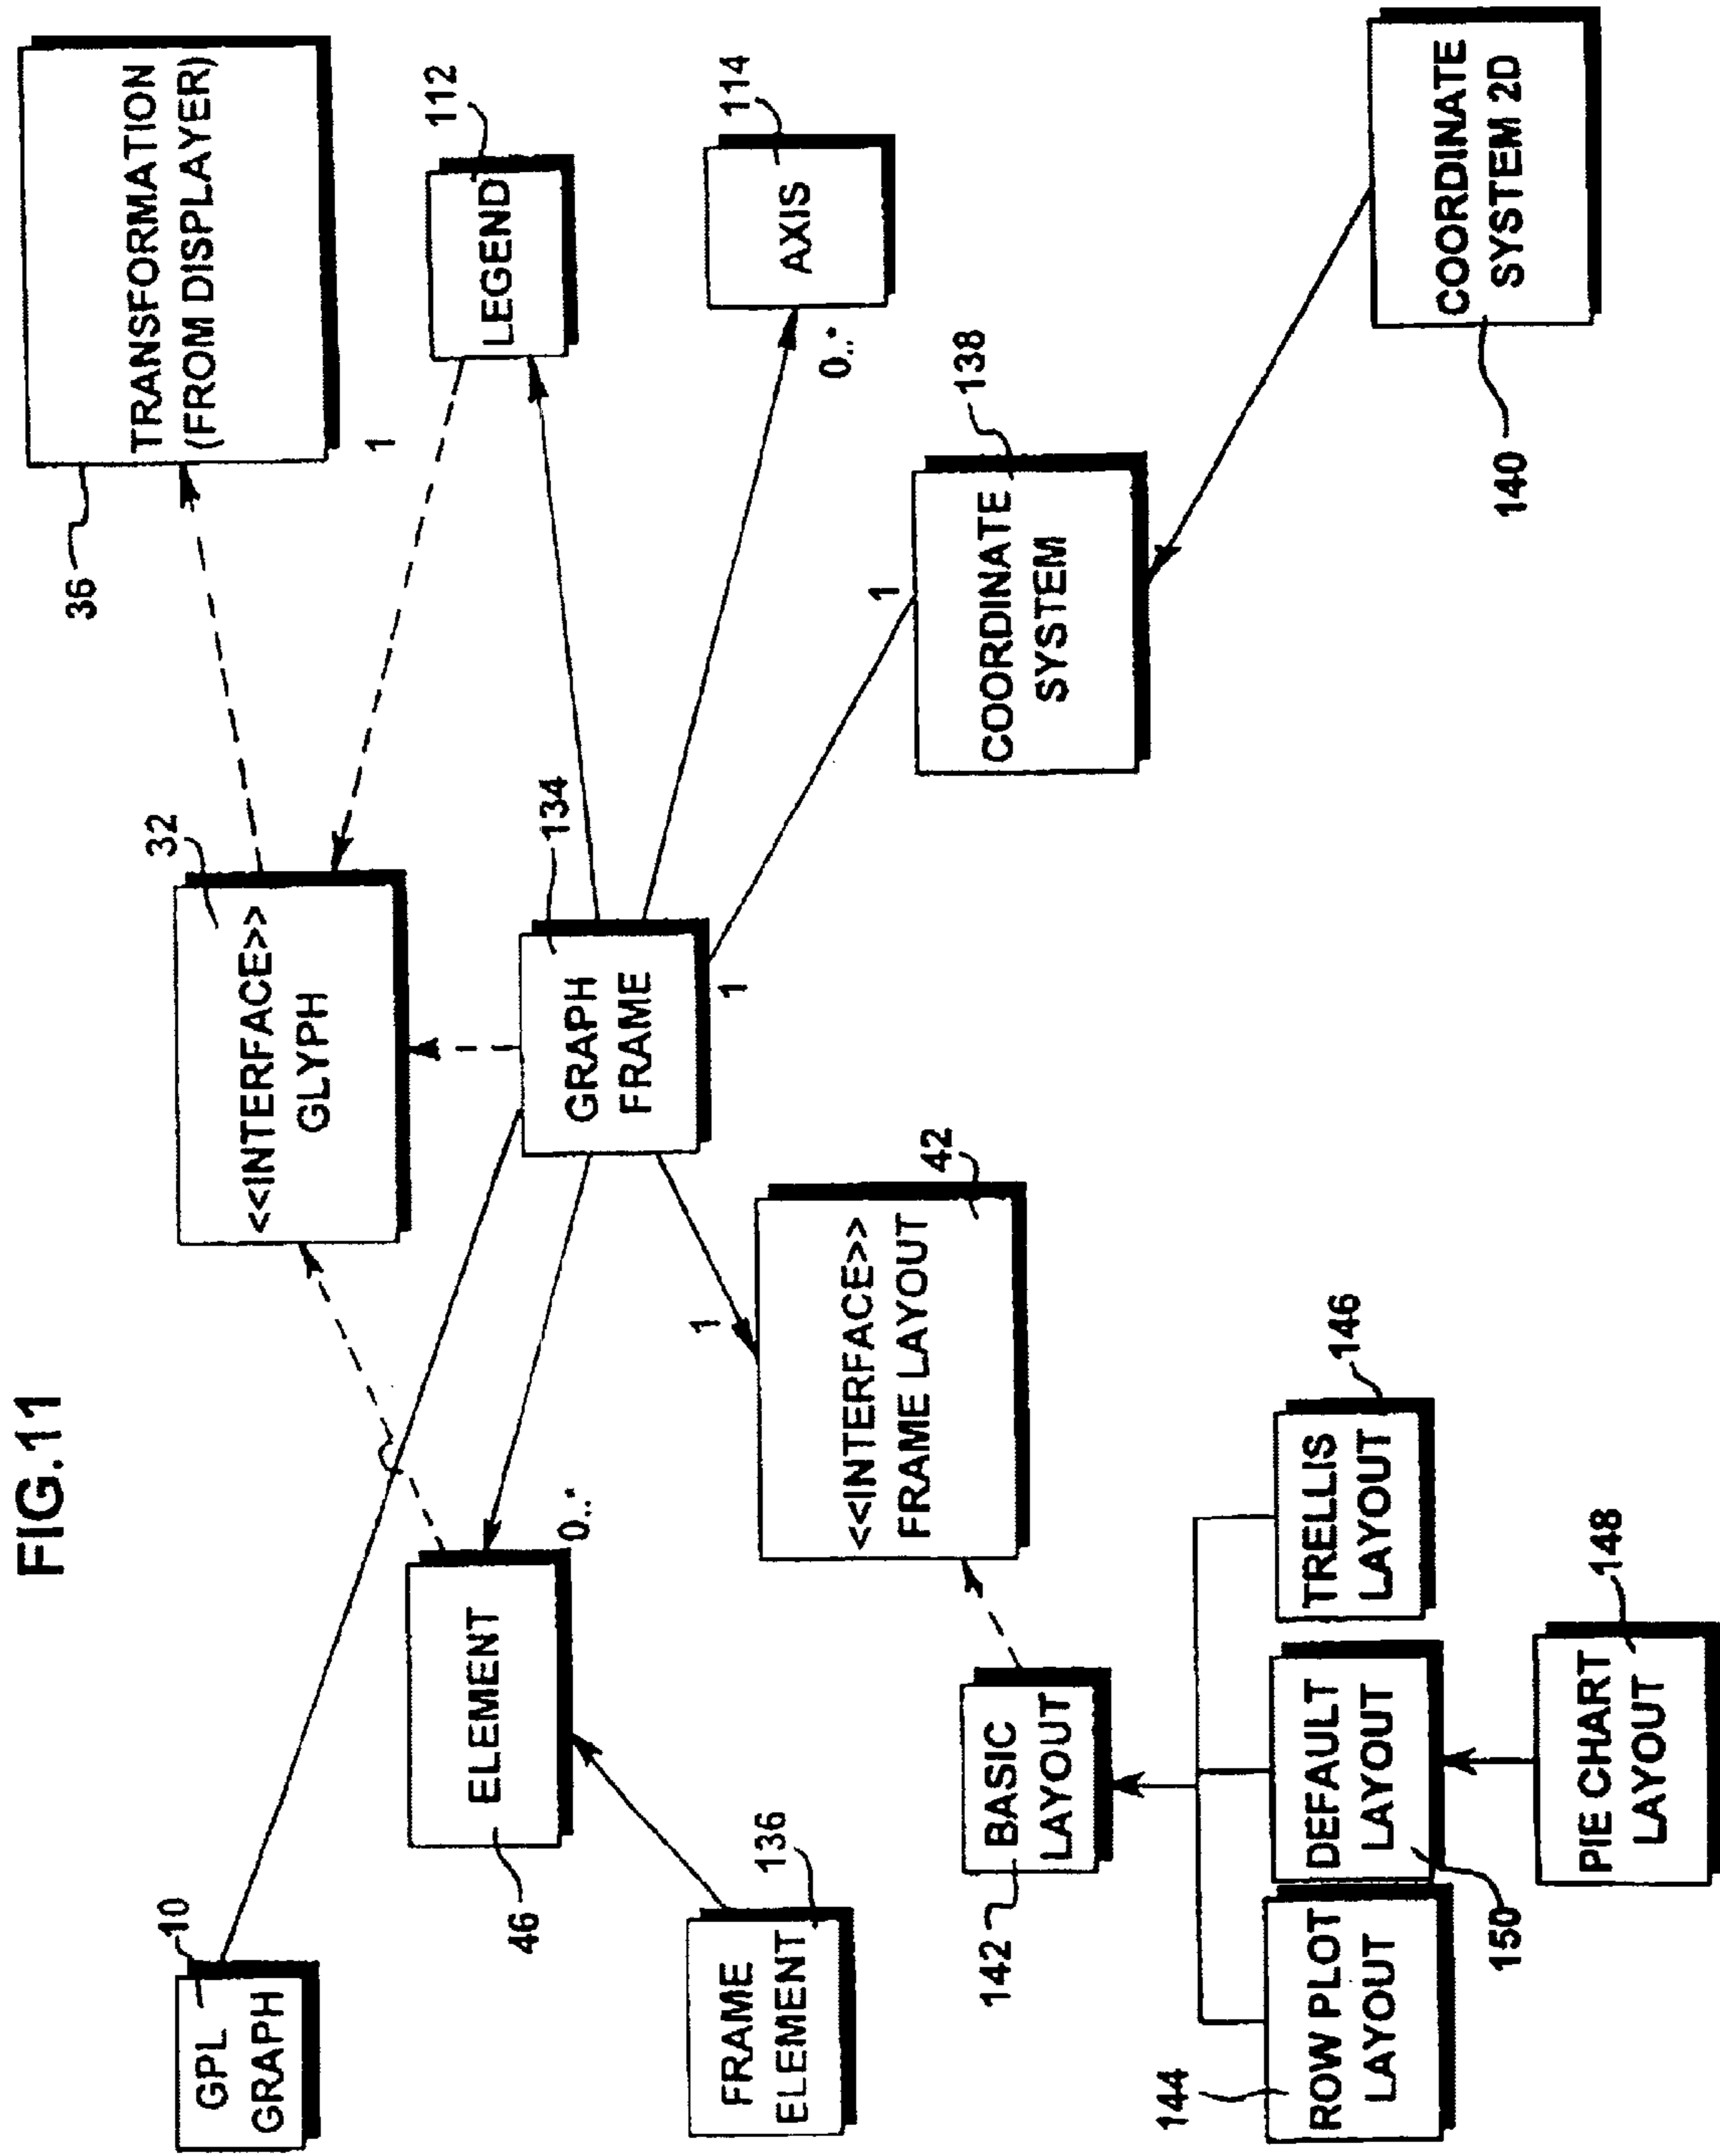 FIG.11
10
GPL
GRAPH
32
<<INTERFACE>>
GLYPH
36
TRANSFORMATION
(FROM DISPLAYER)
1
46
ELEMENT
0..*
134
GRAPH
FRAME
1
112
LEGEND
114
AXIS
0..*
136
FRAME
ELEMENT
1
42
<<INTERFACE>>
FRAME LAYOUT
1
138
COORDINATE
SYSTEM
142
BASIC
LAYOUT
140
COORDINATE
SYSTEM 2D
144
ROW PLOT
LAYOUT
150
DEFAULT
LAYOUT
146
TRELLIS
LAYOUT
148
PIE CHART
LAYOUT